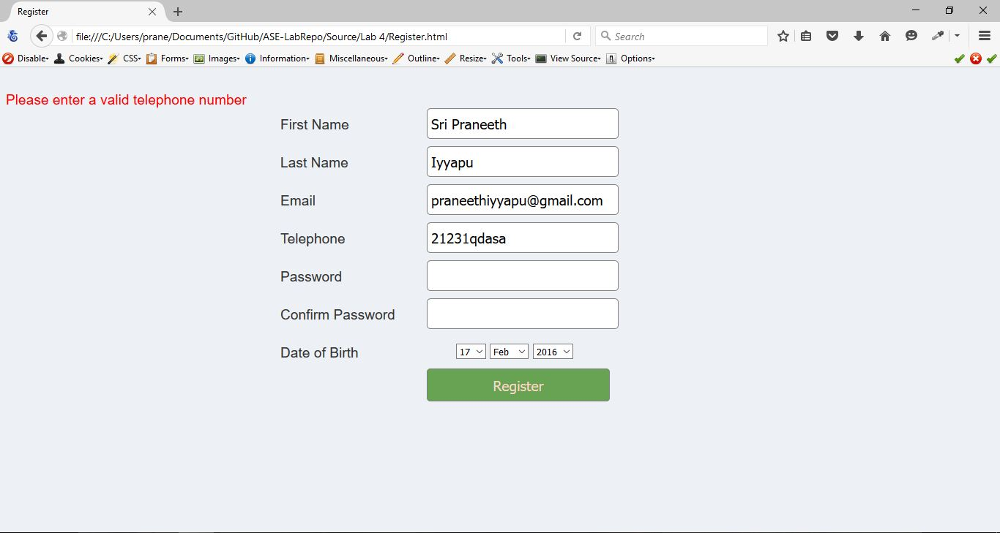 Register
file:///C:/Users/prane/Documents/GitHub/ASE-LabRepo/Source/Lab 4/Register.html
Search
Disable Cookies CSS Forms Images Information Miscellaneous Outline Resize Tools View Source Options
Please enter a valid telephone number
First Name Sri Praneeth
Last Name Iyyapu
Email praneethiyyapu@gmail.com
Telephone 21231qdasa
Password
Confirm Password
Date of Birth 17 Feb 2016
Register